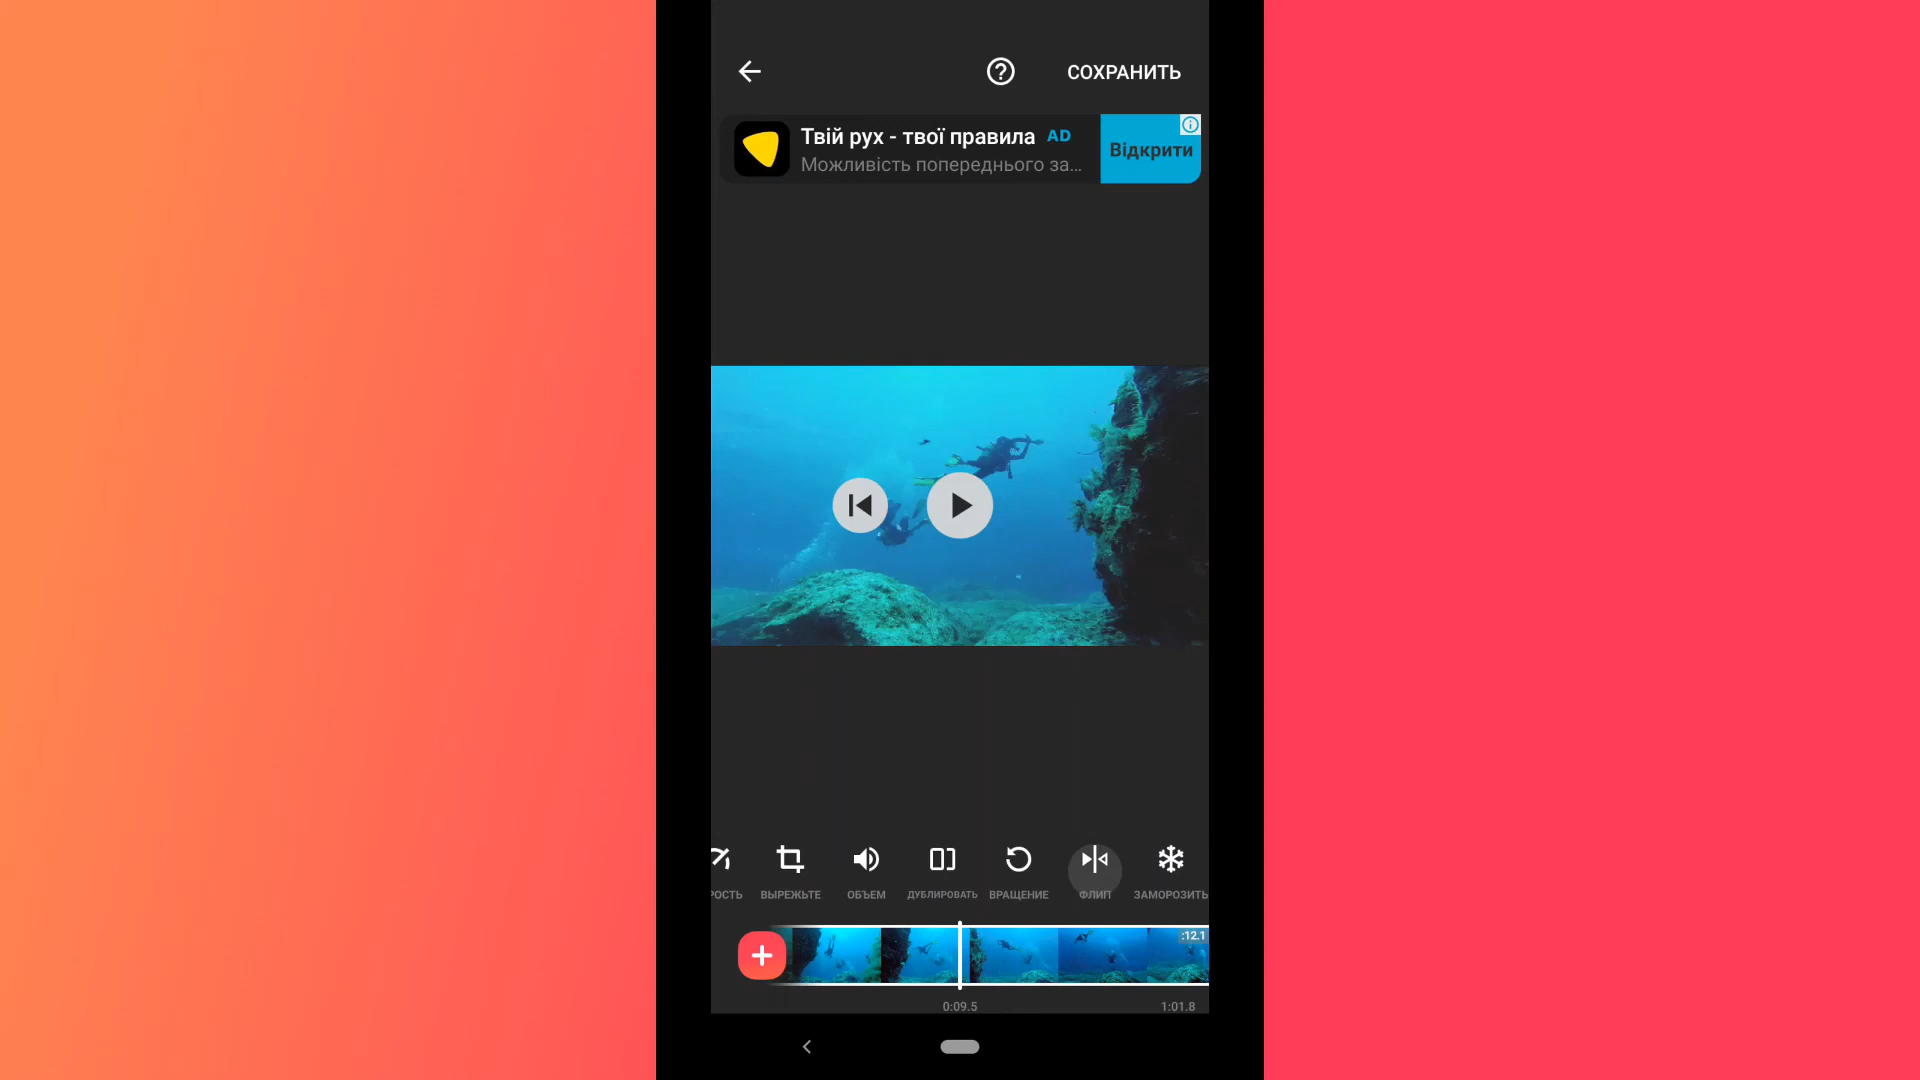 СОХРАНИТЬ
Твій рух - твої правила AD
Можливість попереднього за...
Відкрити
РОСТЬ
ВЫРЕЖЬТЕ
ОБЪЕМ
ДУБЛИРОВАТЬ
ВРАЩЕНИЕ
ФЛИП
ЗАМОРОЗИТЬ
:12.1
0:09.5
1:01.8